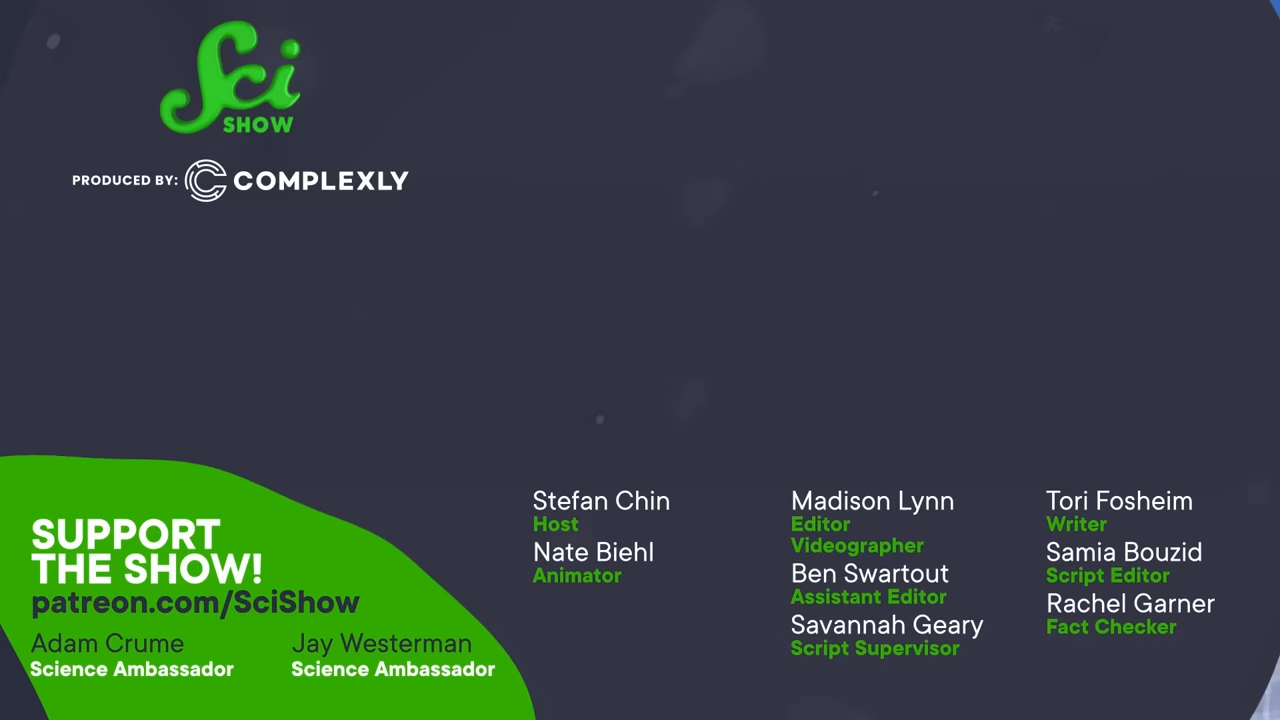 Sci
SHOW
PRODUCED BY: COMPLEXLY
SUPPORT
THE SHOW!
patreon.com/SciShow
Adam Crume
Science Ambassador
Jay Westerman
Science Ambassador
Stefan Chin
Host
Nate Biehl
Animator
Madison Lynn
Editor
Videographer
Ben Swartout
Assistant Editor
Savannah Geary
Script Supervisor
Tori Fosheim
Writer
Samia Bouzid
Script Editor
Rachel Garner
Fact Checker